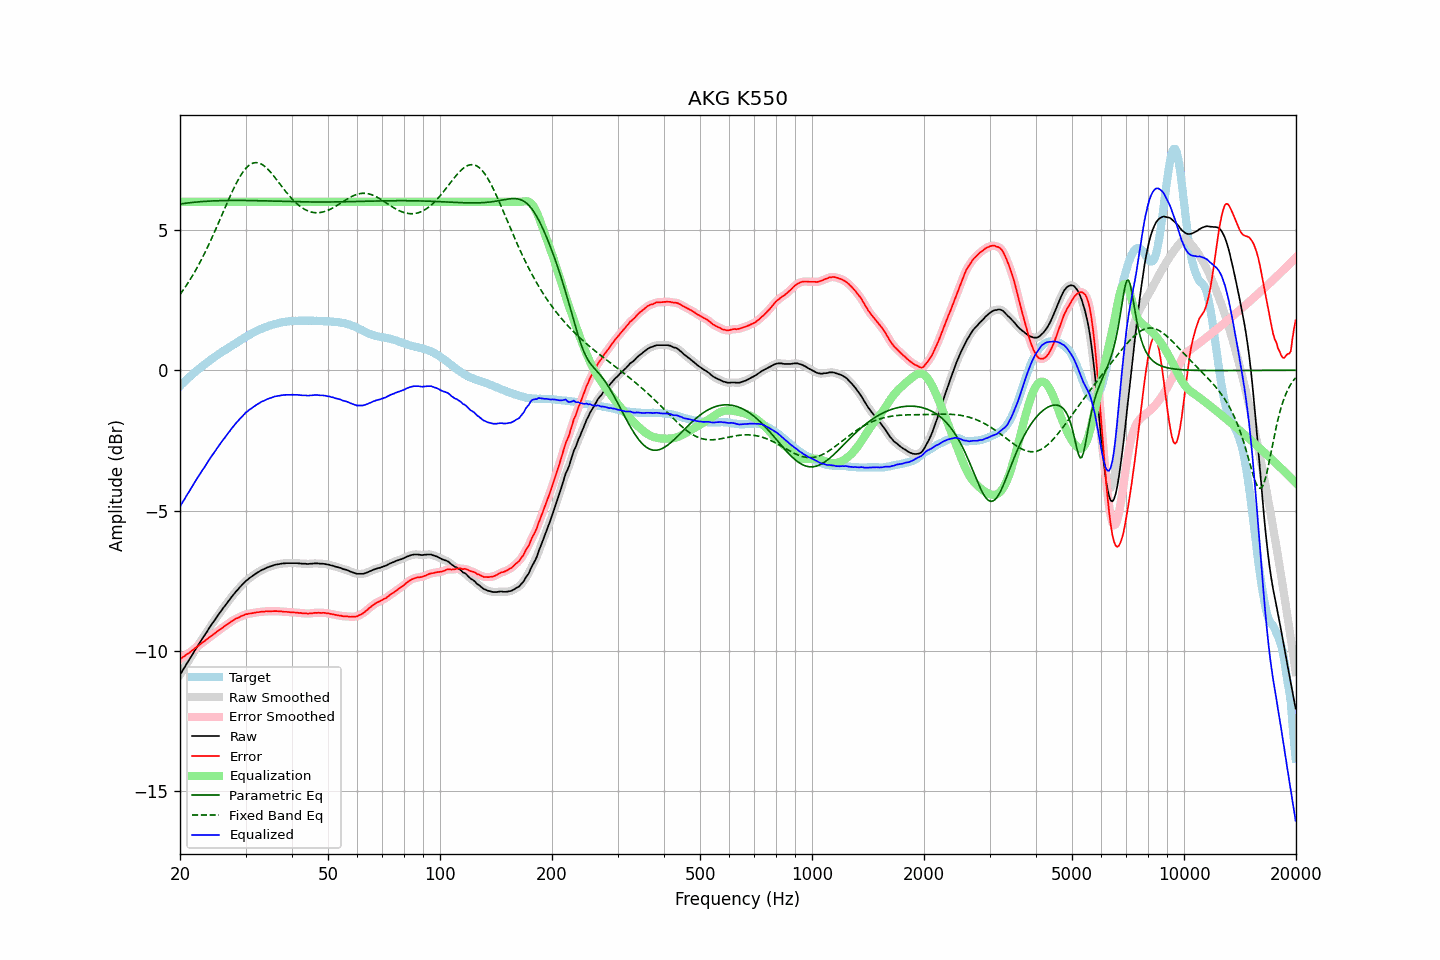 AKG K550
Amplitude (dBr)
5
0
−5
−10
−15
Target
Raw Smoothed
Error Smoothed
Raw
Error
Equalization
Parametric Eq
Fixed Band Eq
Equalized
20 50 100 200 500 1000 2000 5000 10000 20000
Frequency (Hz)